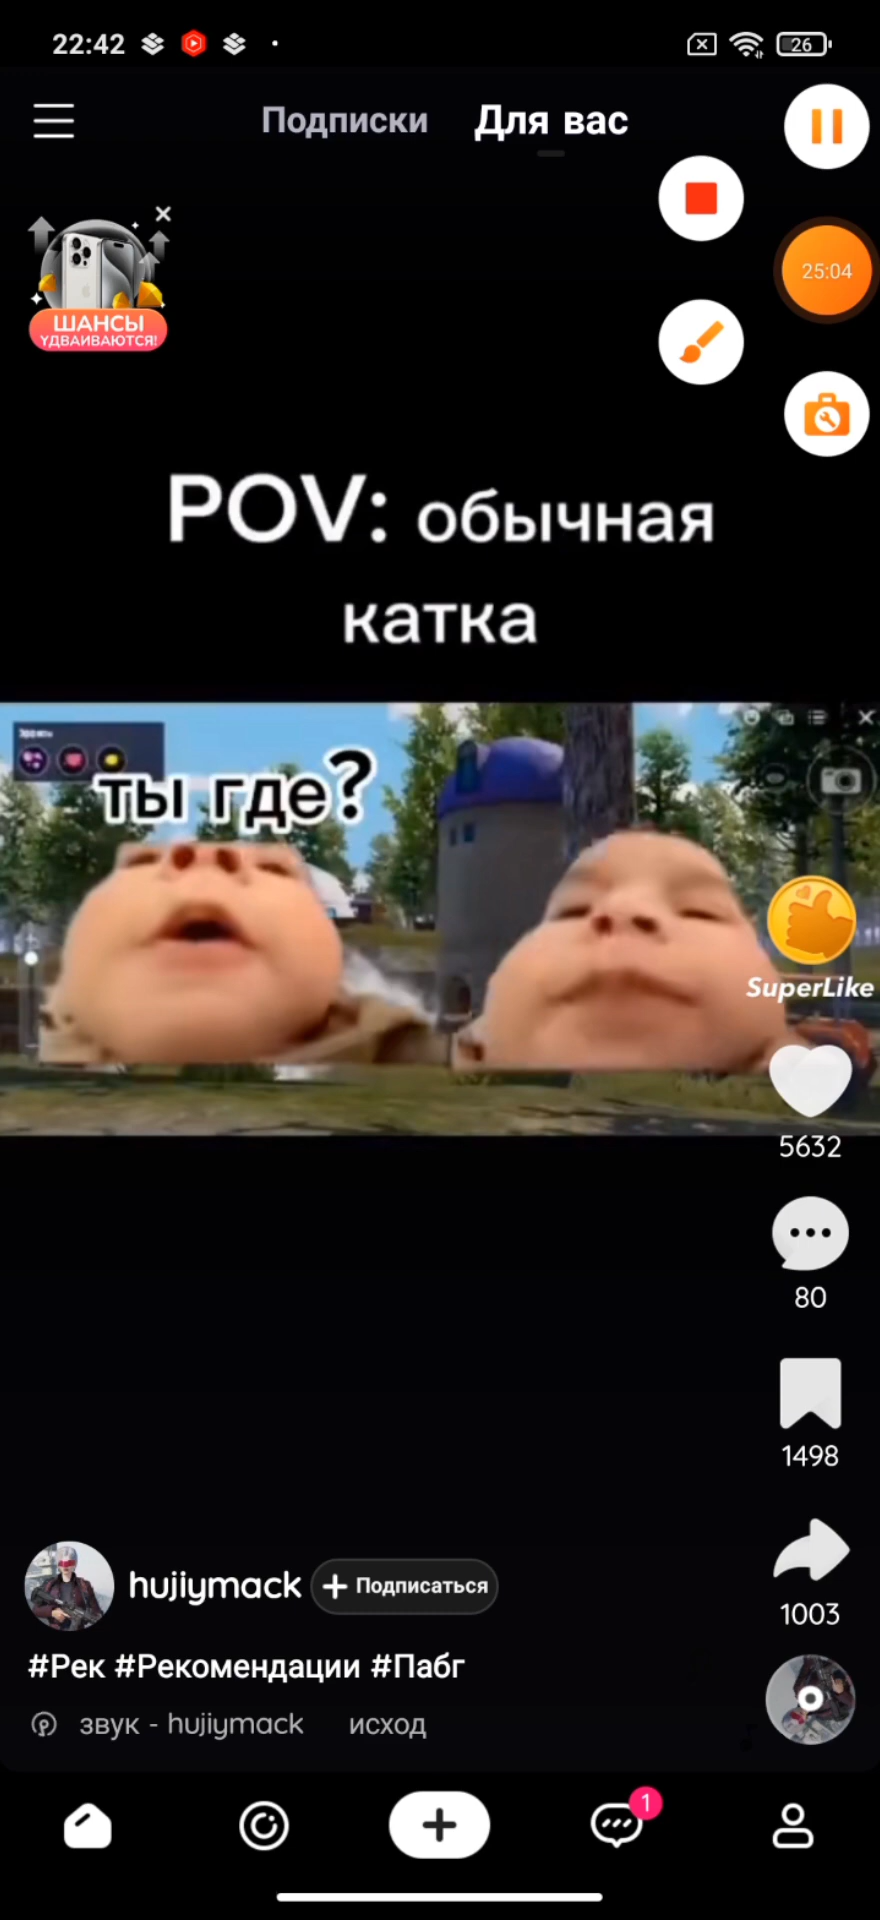 22:42
26
Подписки Для вас
25:04
ШАНСЫ
УДВАИВАЮТСЯ!
POV: обычная
катка
ты где?
SuperLike
5632
80
1498
1003
hujiymack + Подписаться
#Рек #Рекомендации #Пабг
звук - hujiymack исход
1